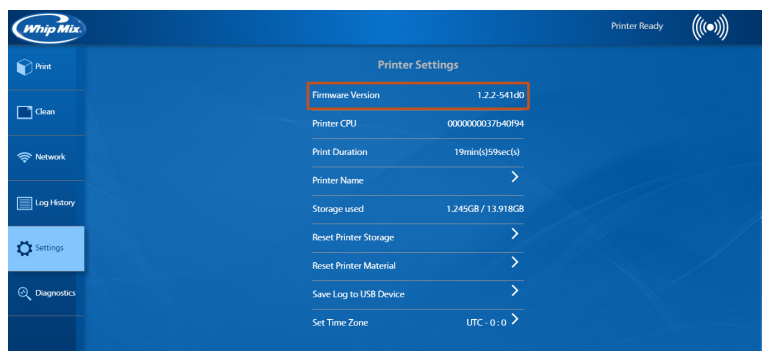 Whip Mix.
Printer Ready
Print
Clean
Network
Log History
Settings
Diagnostics
Printer Settings
Firmware Version 1.2.2-541d0
Printer CPU 0000000037b40f94
Print Duration 19min(s)59sec(s)
Printer Name
Storage used 1.245GB / 13.918GB
Reset Printer Storage
Reset Printer Material
Save Log to USB Device
Set Time Zone UTC - 0 : 0